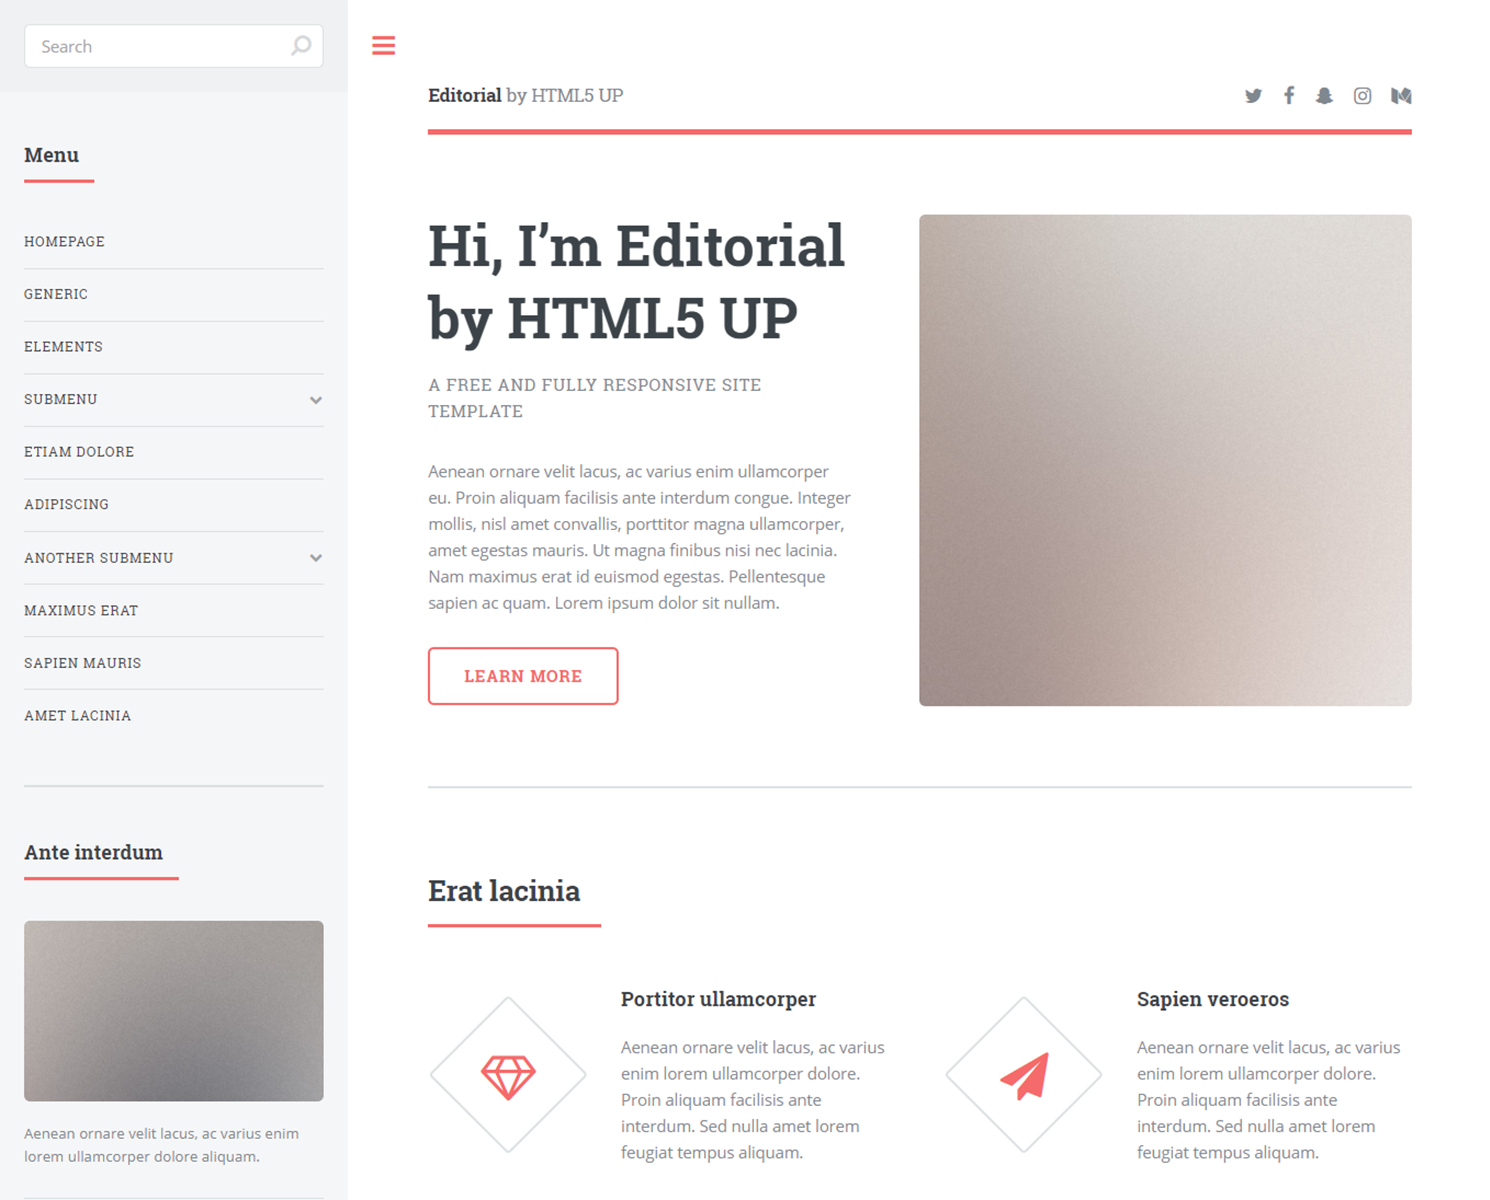 Search
Menu
HOMEPAGE
GENERIC
ELEMENTS
SUBMENU
ETIAM DOLORE
ADIPISCING
ANOTHER SUBMENU
MAXIMUS ERAT
SAPIEN MAURIS
AMET LACINIA
Ante interdum
Aenean ornare velit lacus, ac varius enim
lorem ullamcorper dolore aliquam.
Editorial by HTML5 UP
Hi, I’m Editorial
by HTML5 UP
A FREE AND FULLY RESPONSIVE SITE
TEMPLATE
Aenean ornare velit lacus, ac varius enim ullamcorper
eu. Proin aliquam facilisis ante interdum congue. Integer
mollis, nisl amet convallis, porttitor magna ullamcorper,
amet egestas mauris. Ut magna finibus nisi nec lacinia.
Nam maximus erat id euismod egestas. Pellentesque
sapien ac quam. Lorem ipsum dolor sit nullam.
LEARN MORE
Erat lacinia
Portitor ullamcorper
Aenean ornare velit lacus, ac varius
enim lorem ullamcorper dolore.
Proin aliquam facilisis ante
interdum. Sed nulla amet lorem
feugiat tempus aliquam.
Sapien veroeros
Aenean ornare velit lacus, ac varius
enim lorem ullamcorper dolore.
Proin aliquam facilisis ante
interdum. Sed nulla amet lorem
feugiat tempus aliquam.